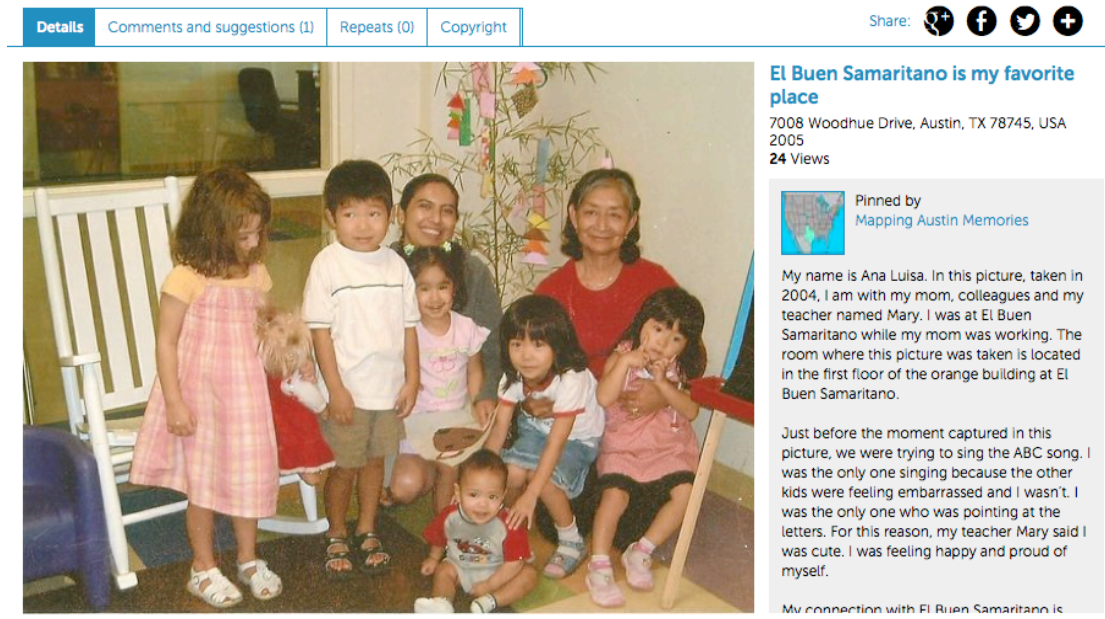 Details
Comments and suggestions (1)
Repeats (0)
Copyright
Share:
El Buen Samaritano is my favorite
place
7008 Woodhue Drive, Austin, TX 78745, USA
2005
24 Views
Pinned by
Mapping Austin Memories
My name is Ana Luisa. In this picture, taken in
2004, I am with my mom, colleagues and my
teacher named Mary. I was at El Buen
Samaritano while my mom was working. The
room where this picture was taken is located
in the first floor of the orange building at El
Buen Samaritano.
Just before the moment captured in this
picture, we were trying to sing the ABC song. I
was the only one singing because the other
kids were feeling embarrassed and I wasn't. I
was the only one who was pointing at the
letters. For this reason, my teacher Mary said I
was cute. I was feeling happy and proud of
myself.
My connection with El Buen Samaritano is